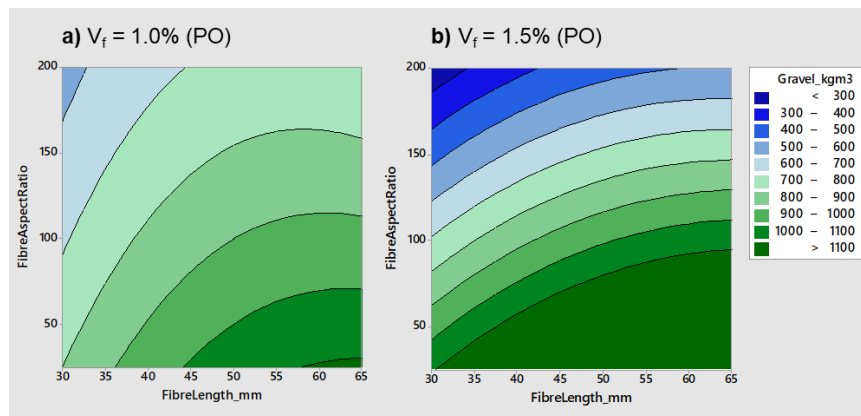 a) Vf = 1.0% (PO)
200
150
100
50
30 35 40 45 50 55 60 65
FibreAspectRatio
FibreLength_mm
b) Vf = 1.5% (PO)
200
150
100
50
30 35 40 45 50 55 60 65
FibreAspectRatio
FibreLength_mm
Gravel_kgm3
< 300
300 – 400
400 – 500
500 – 600
600 – 700
700 – 800
800 – 900
900 – 1000
1000 – 1100
> 1100